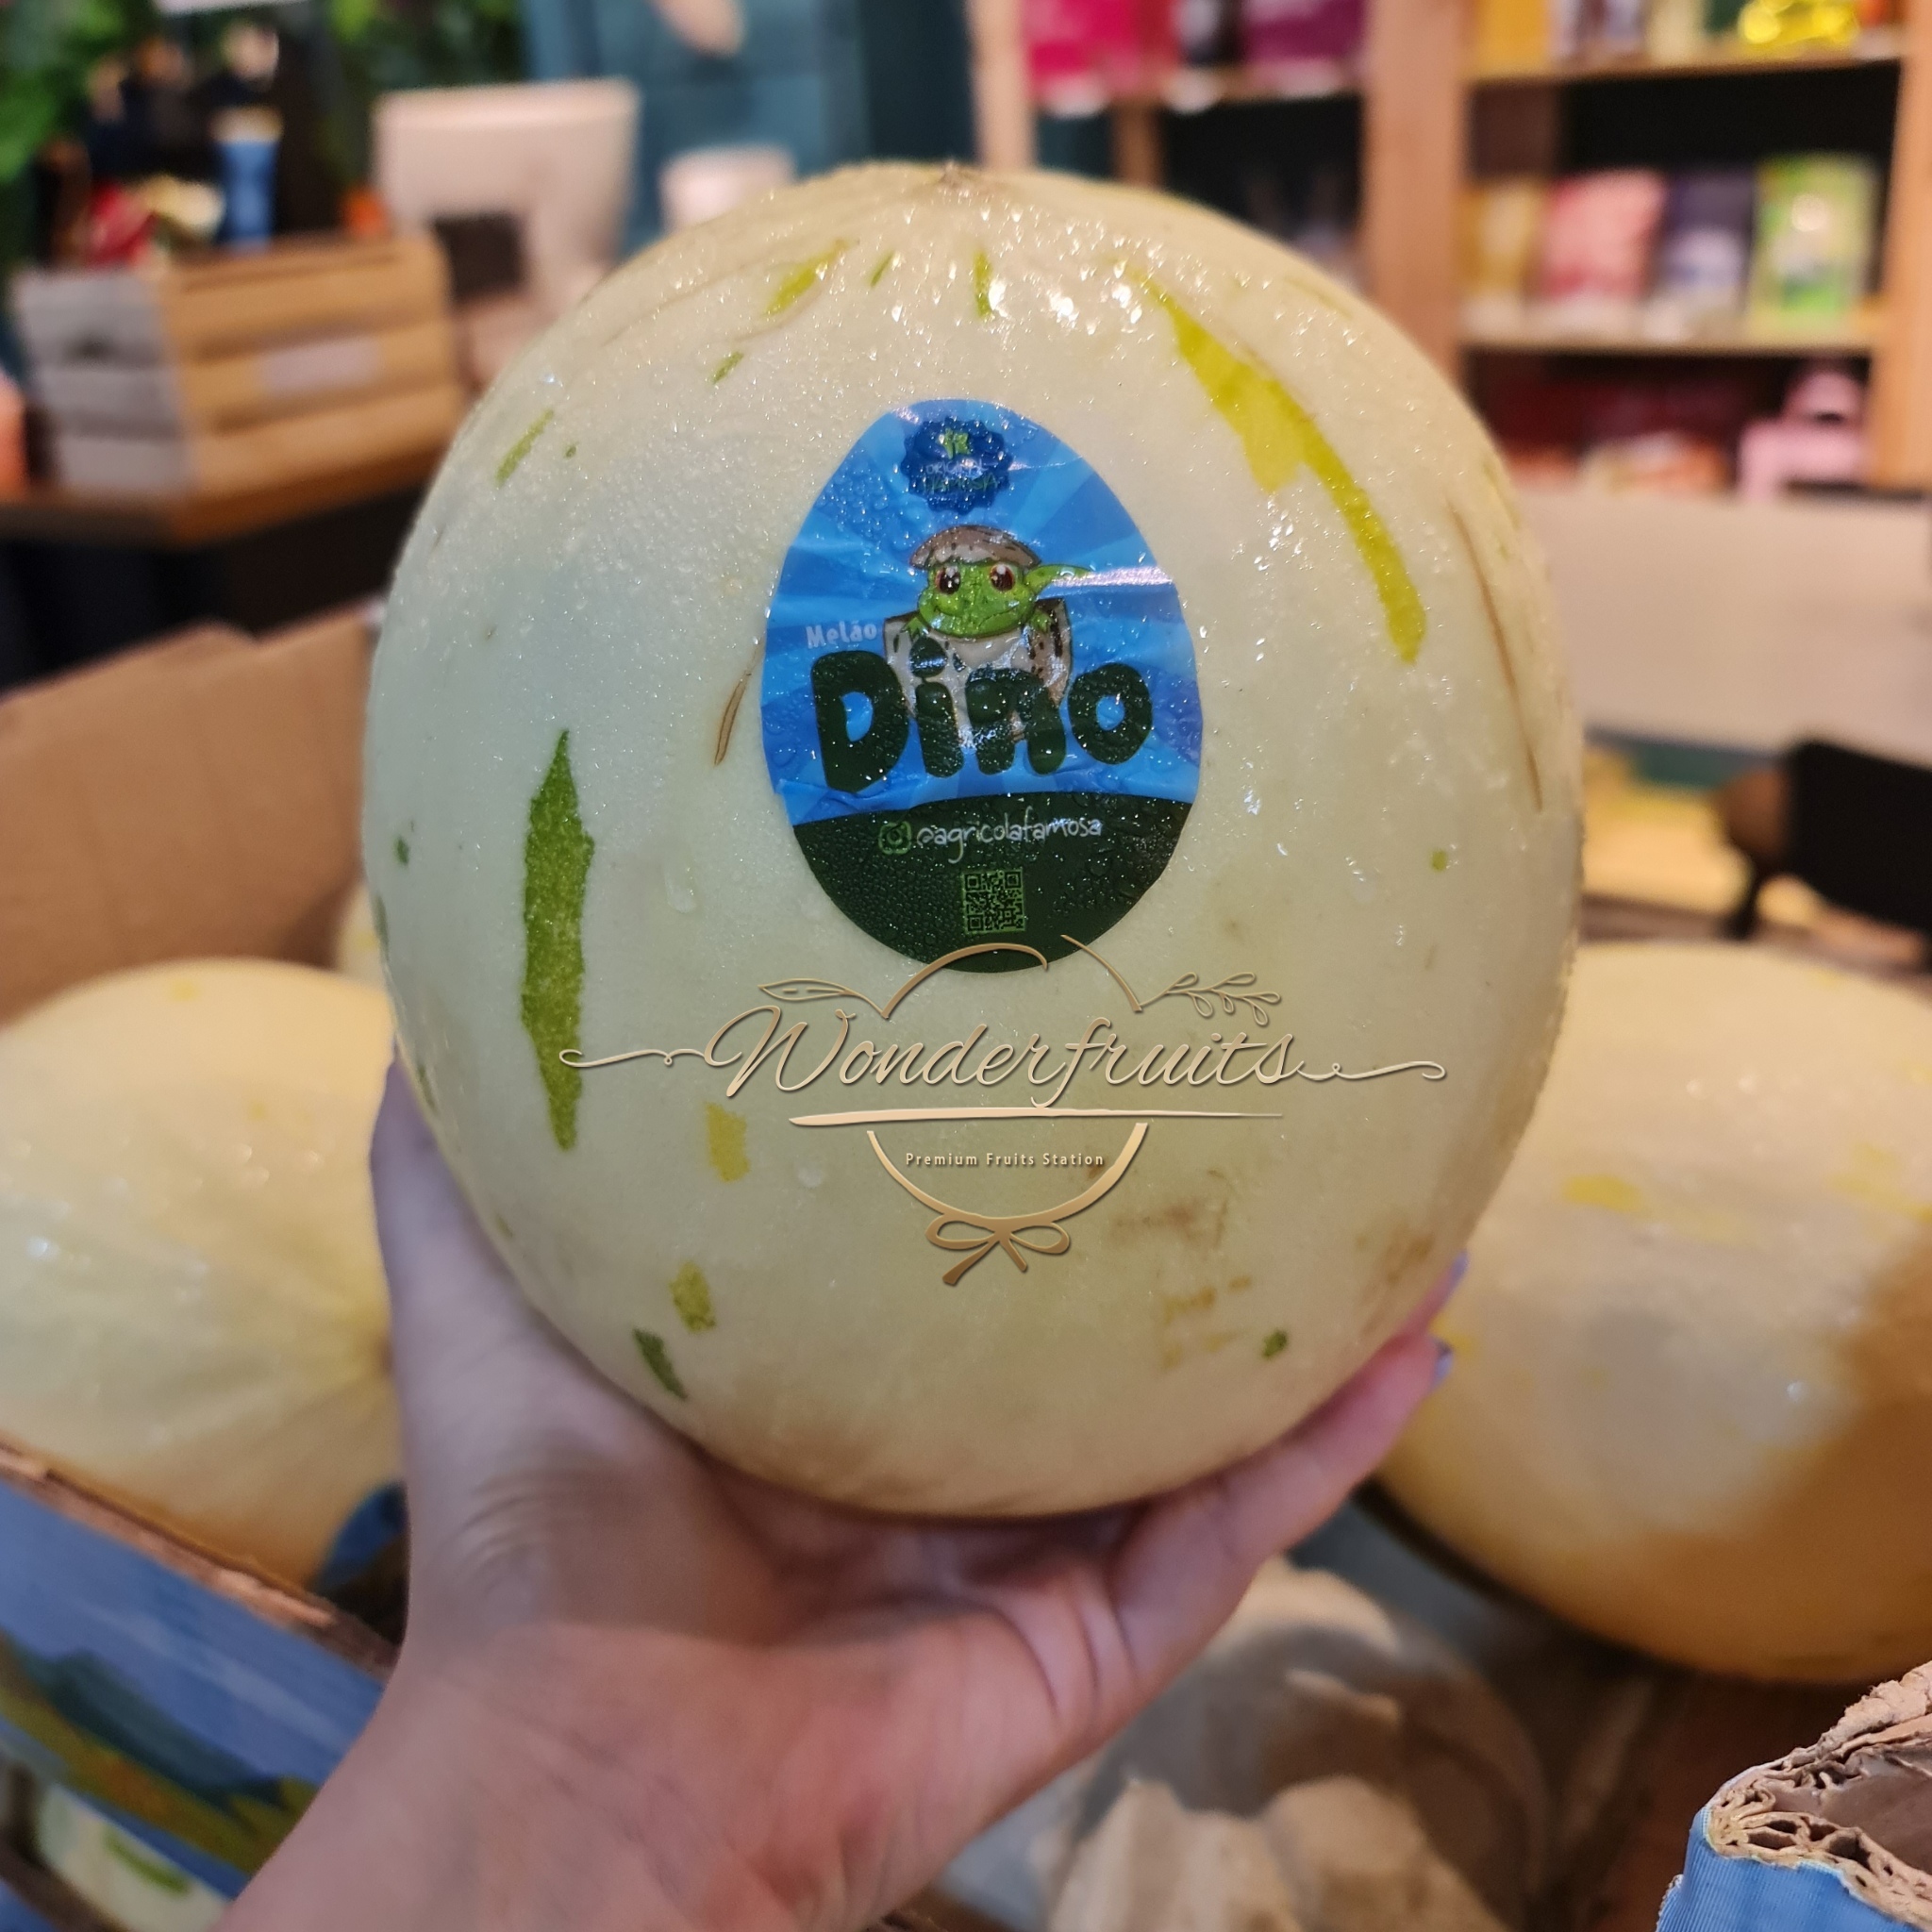 Melão
Dino
@agricolafamosa
Wonderfruits
Premium Fruits Station